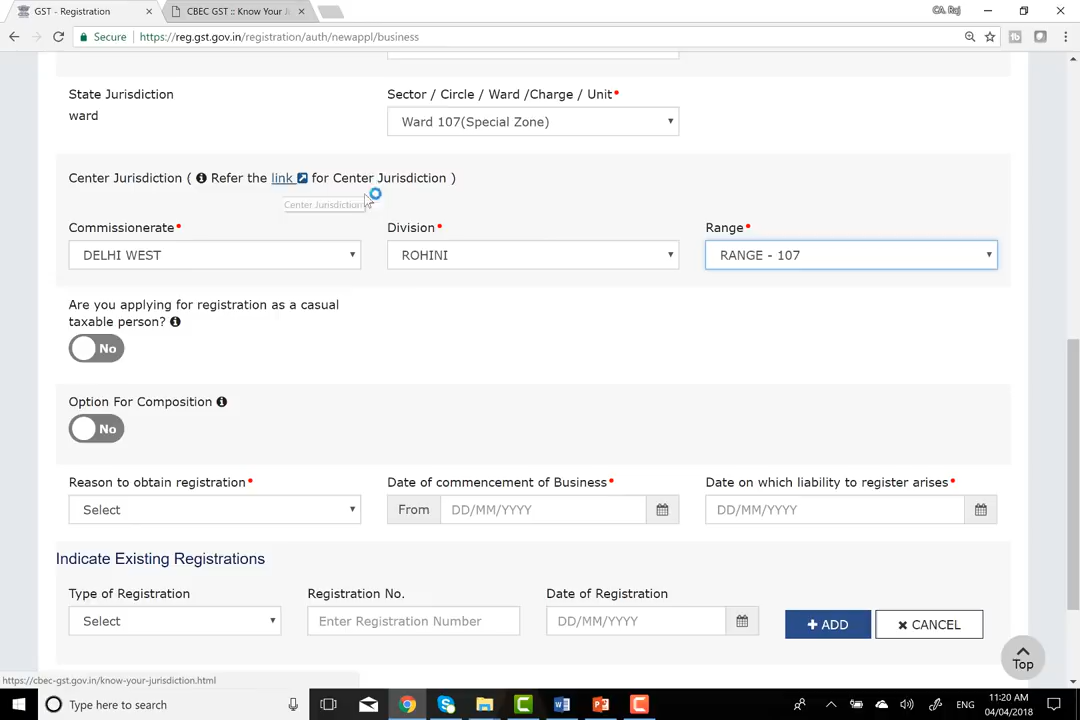 GST - Registration
CBEC GST :: Know Your J
CA. Raj
Secure
https://reg.gst.gov.in/registration/auth/newappl/business
State Jurisdiction
ward
Sector / Circle / Ward /Charge / Unit*
Ward 107(Special Zone)
Center Jurisdiction ( Refer the link for Center Jurisdiction )
Center Jurisdiction
Commissionerate*
Division*
Range*
DELHI WEST
ROHINI
RANGE - 107
Are you applying for registration as a casual
taxable person?
No
Option For Composition
No
Reason to obtain registration*
Date of commencement of Business*
Date on which liability to register arises*
Select
From
DD/MM/YYYY
DD/MM/YYYY
Indicate Existing Registrations
Type of Registration
Registration No.
Date of Registration
Select
Enter Registration Number
DD/MM/YYYY
+ ADD
CANCEL
Top
https://cbec-gst.gov.in/know-your-jurisdiction.html
Type here to search
ENG
11:20 AM
04/04/2018